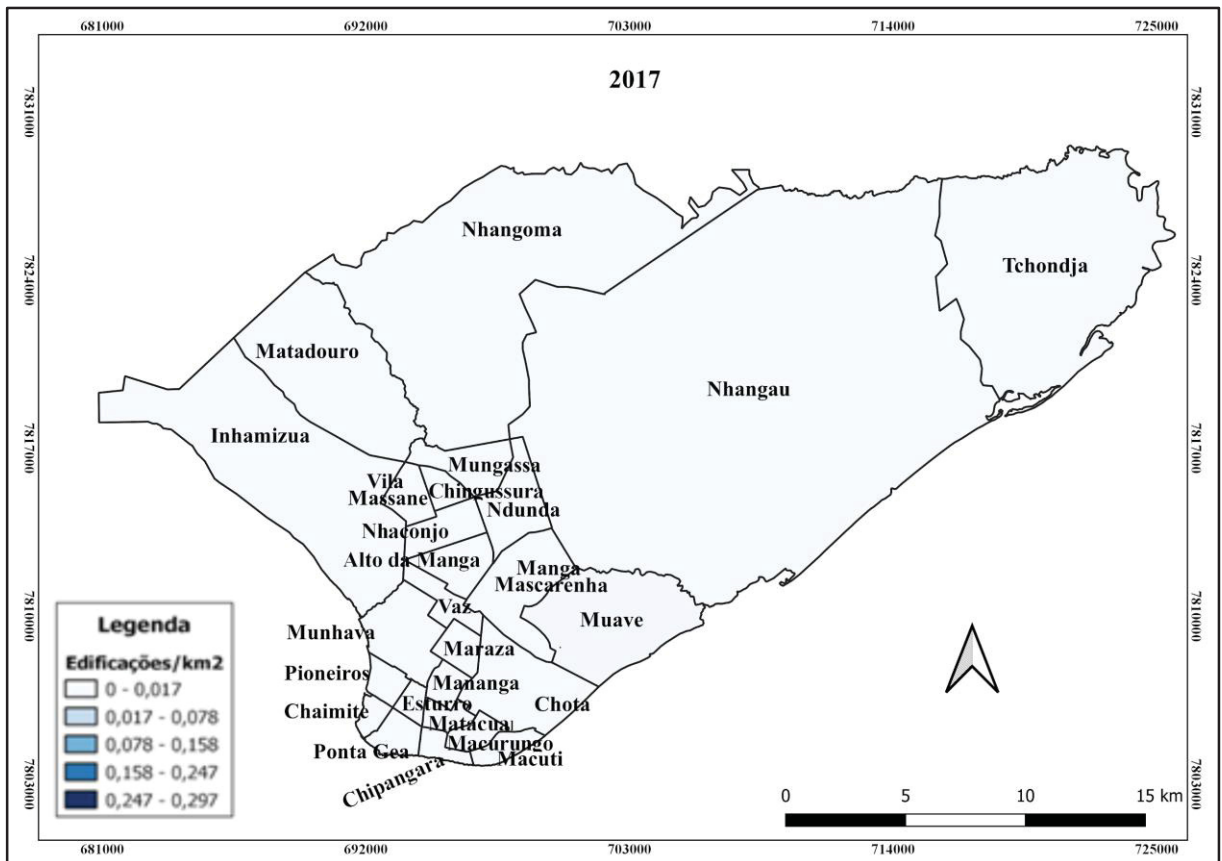 681000 692000 703000 714000 725000
2017
7831000 7831000
Nhangoma
7824000 7824000
Tchondja
Matadouro
Nhangau
Inhamizua
7817000 7817000
Mungassa
Vila
Massane
Chingussura
Ndunda
Nhaconjo
Alto da Manga
Manga
Mascarenha
Vaz
Muave
7810000 7810000
Munhava
Maraza
Pioneiros
Mananga
Esturro
Chota
Chaimite
Matacua
Macurungo
Ponta Gea
Macuti
Chipangara
7803000 7803000
Legenda
Edificações/km2
0 - 0,017
0,017 - 0,078
0,078 - 0,158
0,158 - 0,247
0,247 - 0,297
0 5 10 15 km
681000 692000 703000 714000 725000